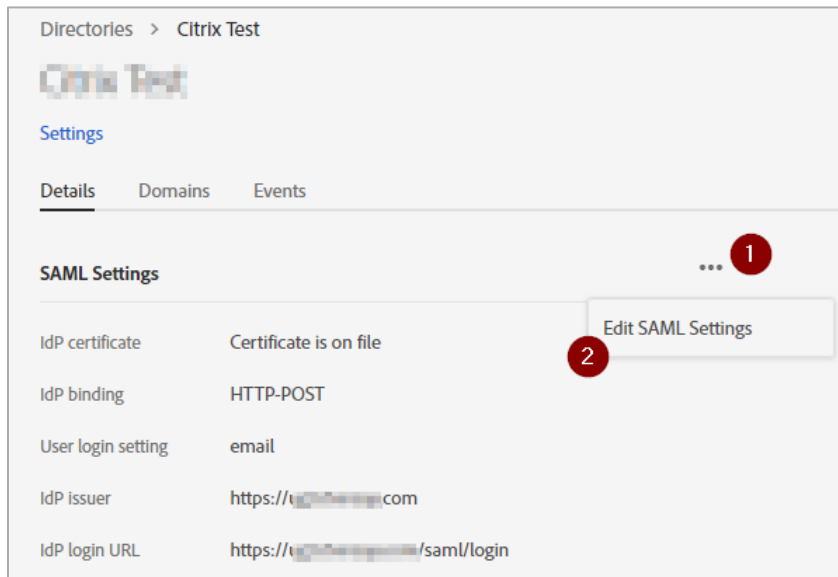 Directories > Citrix Test
Settings
Details Domains Events
SAML Settings ••• 1
Edit SAML Settings
2
IdP certificate Certificate is on file
IdP binding HTTP-POST
User login setting email
IdP issuer https://u com
IdP login URL https://u /saml/login